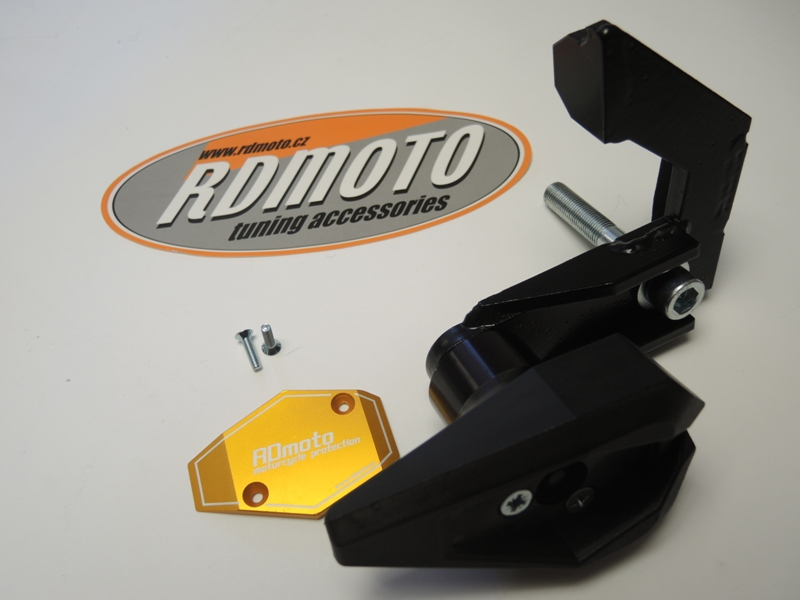 www.rdmoto.cz
RDMOTO
tuning accessories
RDmoto
motorcycle protection